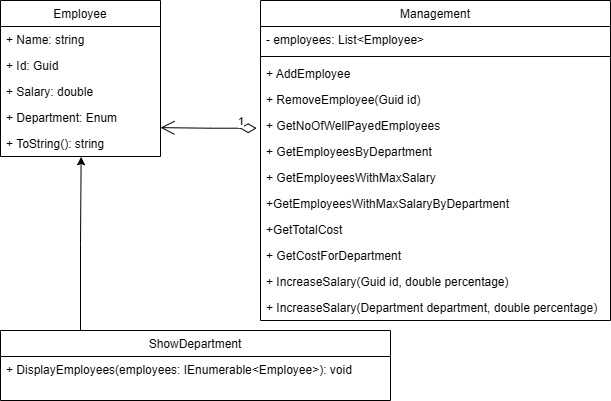 Employee
+ Name: string
+ Id: Guid
+ Salary: double
+ Department: Enum
+ ToString(): string
1
Management
- employees: List<Employee>
+ AddEmployee
+ RemoveEmployee(Guid id)
+ GetNoOfWellPayedEmployees
+ GetEmployeesByDepartment
+ GetEmployeesWithMaxSalary
+GetEmployeesWithMaxSalaryByDepartment
+GetTotalCost
+ GetCostForDepartment
+ IncreaseSalary(Guid id, double percentage)
+ IncreaseSalary(Department department, double percentage)
ShowDepartment
+ DisplayEmployees(employees: IEnumerable<Employee>): void